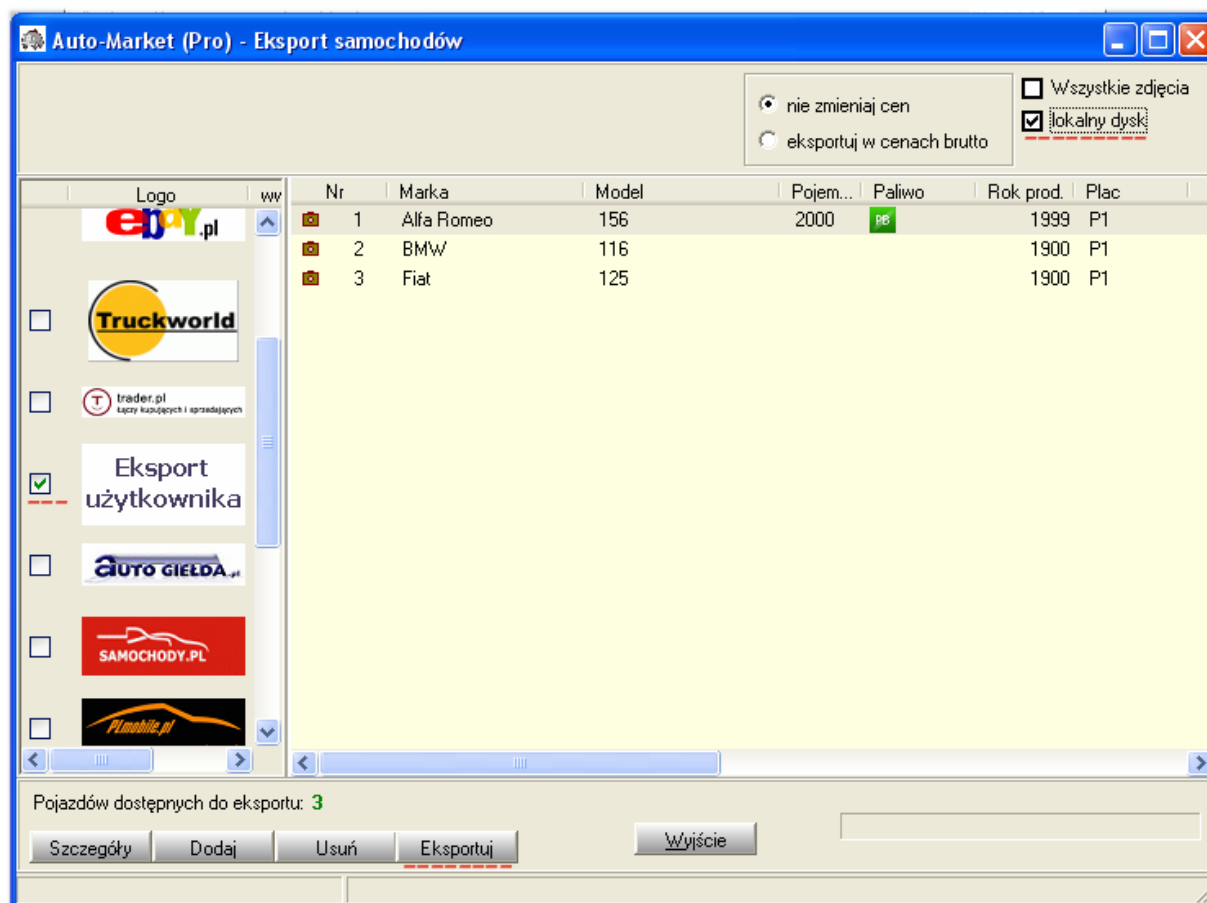 Auto-Market (Pro) - Eksport samochodów
nie zmieniaj cen
eksportuj w cenach brutto
Wszystkie zdjęcia
lokalny dysk
Logo
ww
Nr Marka Model Pojem... Paliwo Rok prod. Plac
1 Alfa Romeo 156 2000 PB 1999 P1
2 BMW 116 1900 P1
3 Fiat 125 1900 P1
ebay.pl
Truckworld
trader.pl
Łączy kupujących i sprzedających
Eksport
użytkownika
AUTO GIEŁDA.pl
SAMOCHODY.PL
PLmobile.pl
Pojazdów dostępnych do eksportu: 3
Szczegóły Dodaj Usuń Eksportuj Wyjście